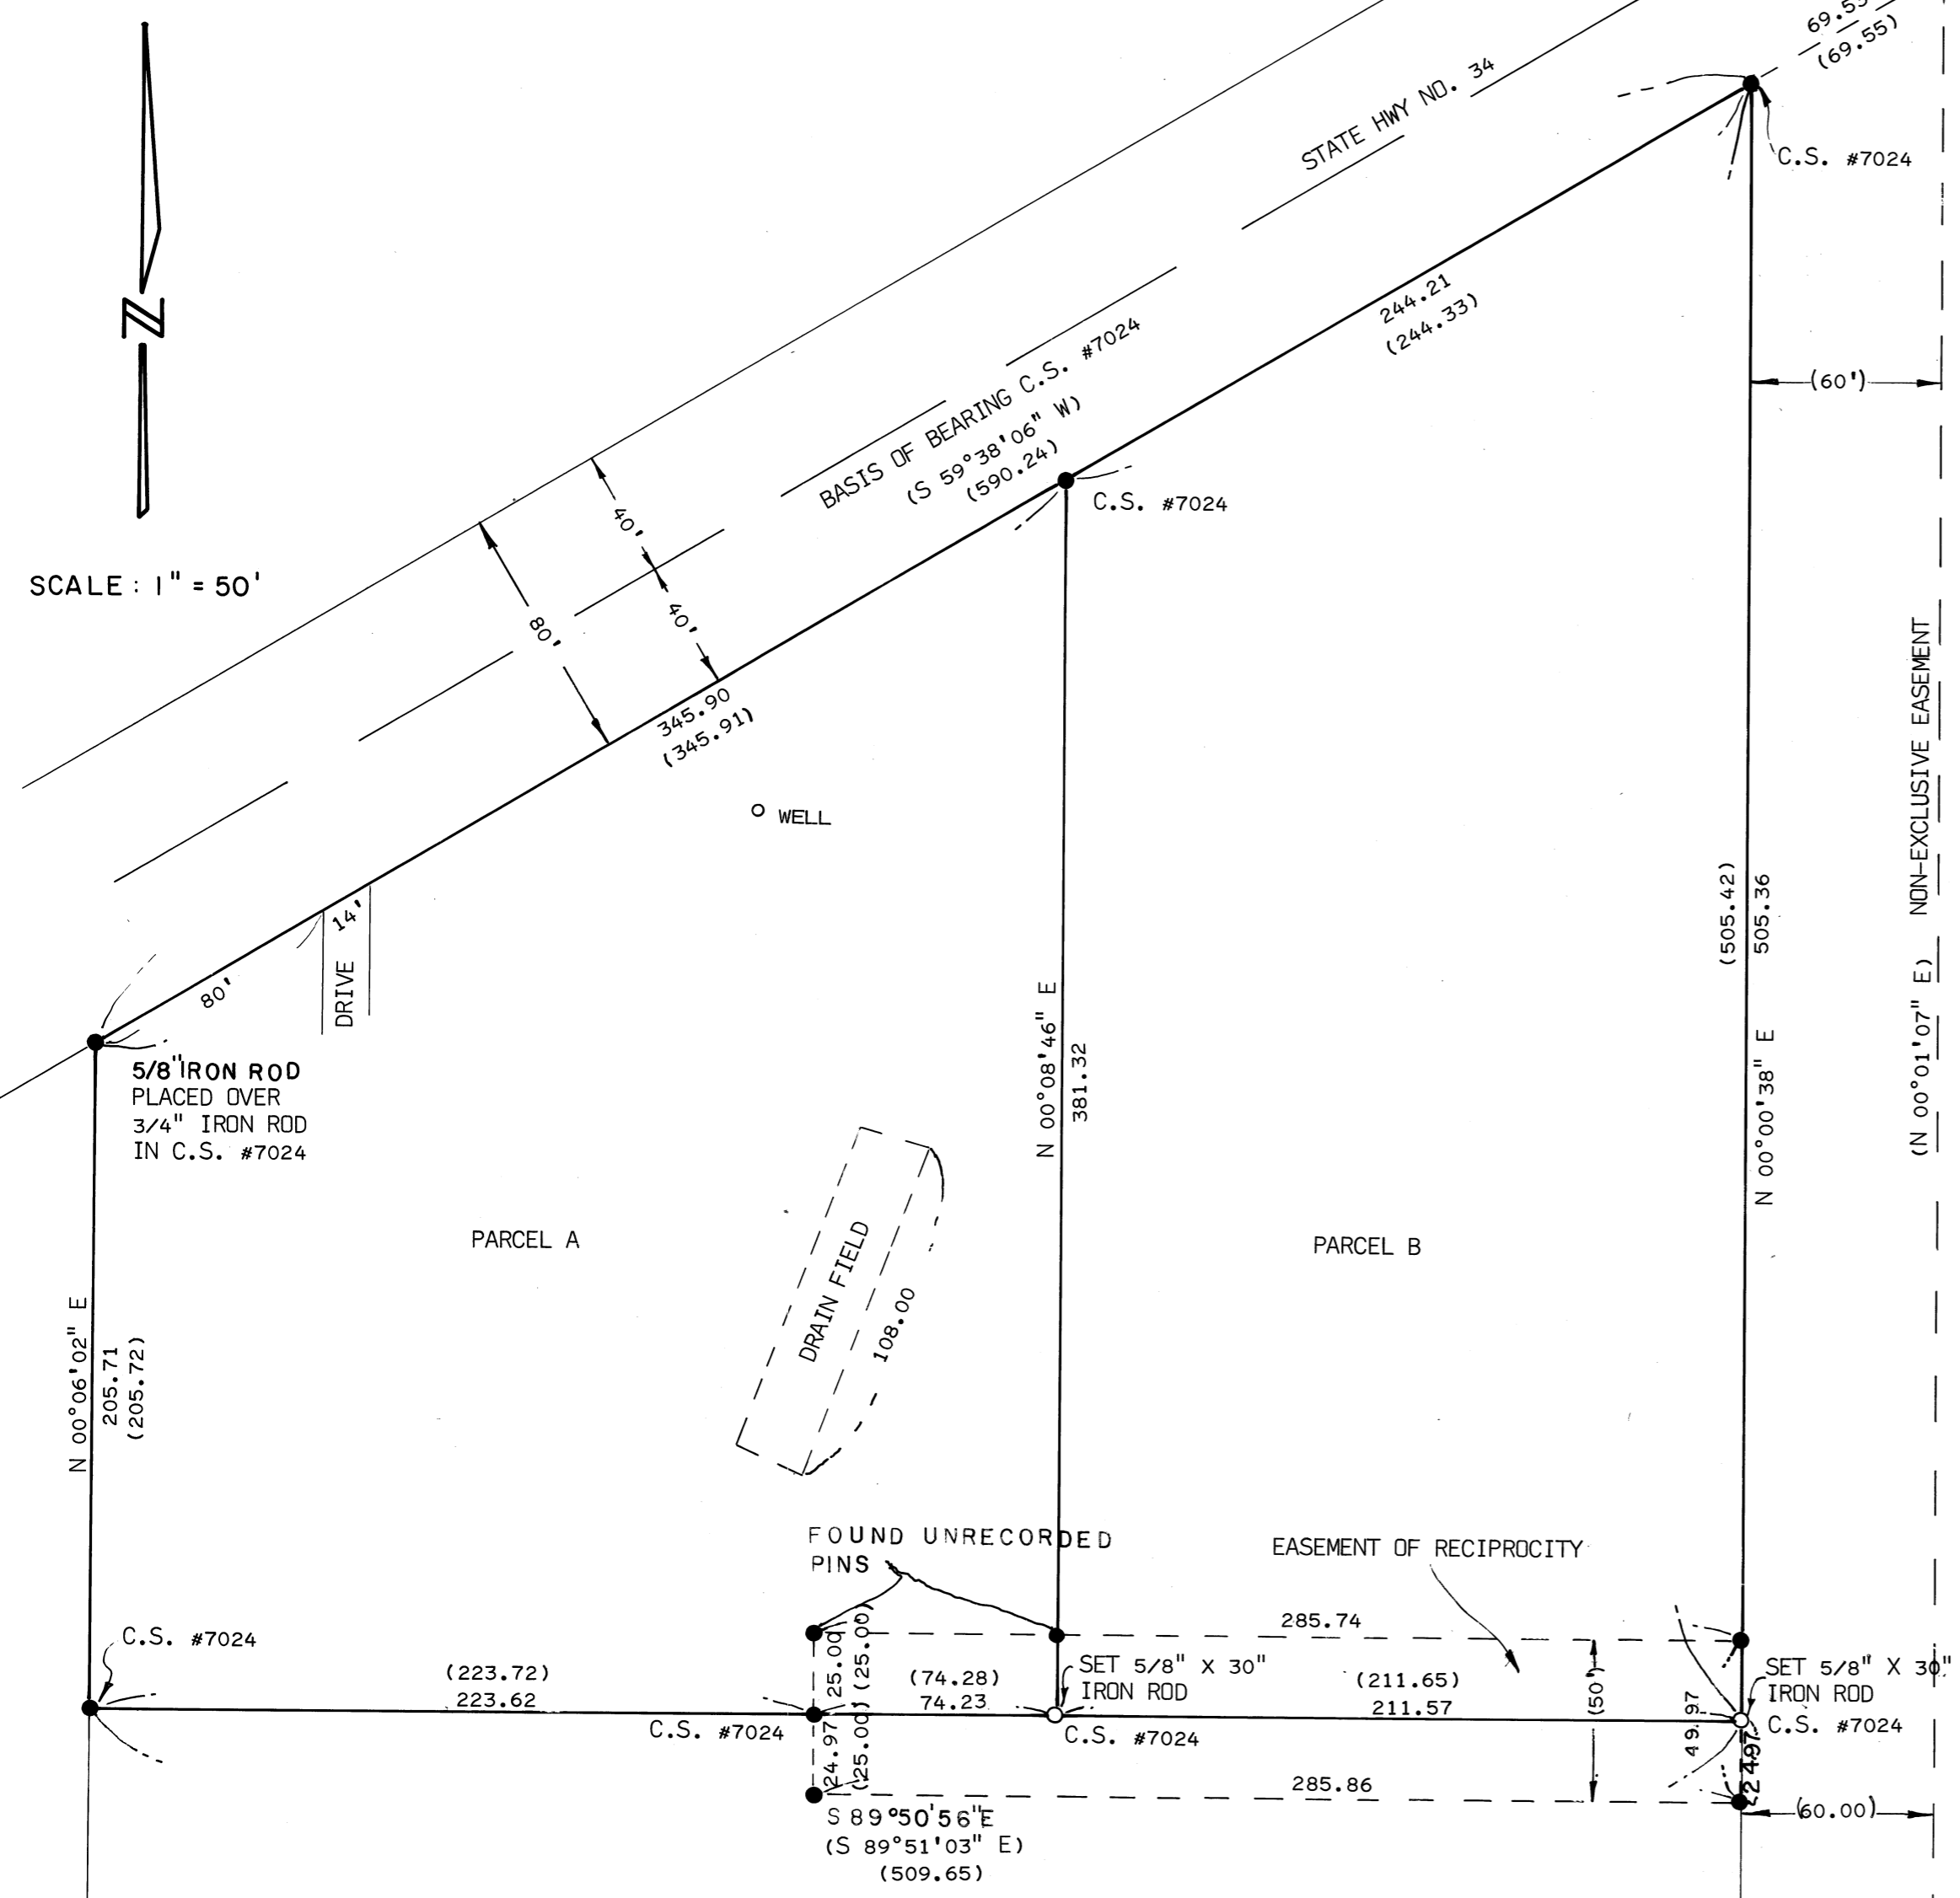 69.55
(69.55)
STATE HWY NO. 34
C.S. #7024
N
244.21
(244.33)
BASIS OF BEARING C.S. #7024
(S 59°38'06" W)
(590.24)
(60')
C.S. #7024
40'
40'
80'
SCALE: 1" = 50'
345.90
(345.91)
WELL
NON-EXCLUSIVE EASEMENT
(N 00°01'07" E)
(505.42)
505.36
N 00°00'38" E
14'
DRIVE
80'
5/8" IRON ROD
PLACED OVER
3/4" IRON ROD
IN C.S. #7024
N 00°08'46" E
381.32
PARCEL A
PARCEL B
DRAIN FIELD
108.00
N 00°06'02" E
205.71
(205.72)
FOUND UNRECORDED
PINS
EASEMENT OF RECIPROCITY
285.74
C.S. #7024
(223.72)
223.62
C.S. #7024
25.00
(25.00)
24.97
(25.00)
(74.28)
74.23
SET 5/8" X 30"
IRON ROD
C.S. #7024
(211.65)
211.57
(50')
49.97
24.97
SET 5/8" X 30"
IRON ROD
C.S. #7024
285.86
(60.00)
S 89°50'56"E
(S 89°51'03" E)
(509.65)